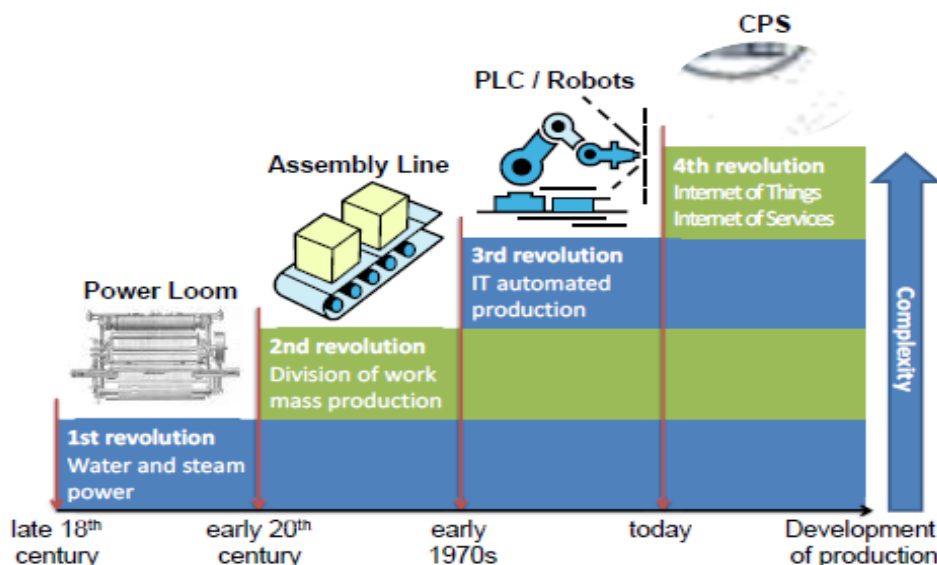 CPS
PLC / Robots
Assembly Line
Power Loom
4th revolution
Internet of Things
Internet of Services
3rd revolution
IT automated
production
2nd revolution
Division of work
mass production
1st revolution
Water and steam
power
Complexity
late 18th
century
early 20th
century
early
1970s
today
Development
of production